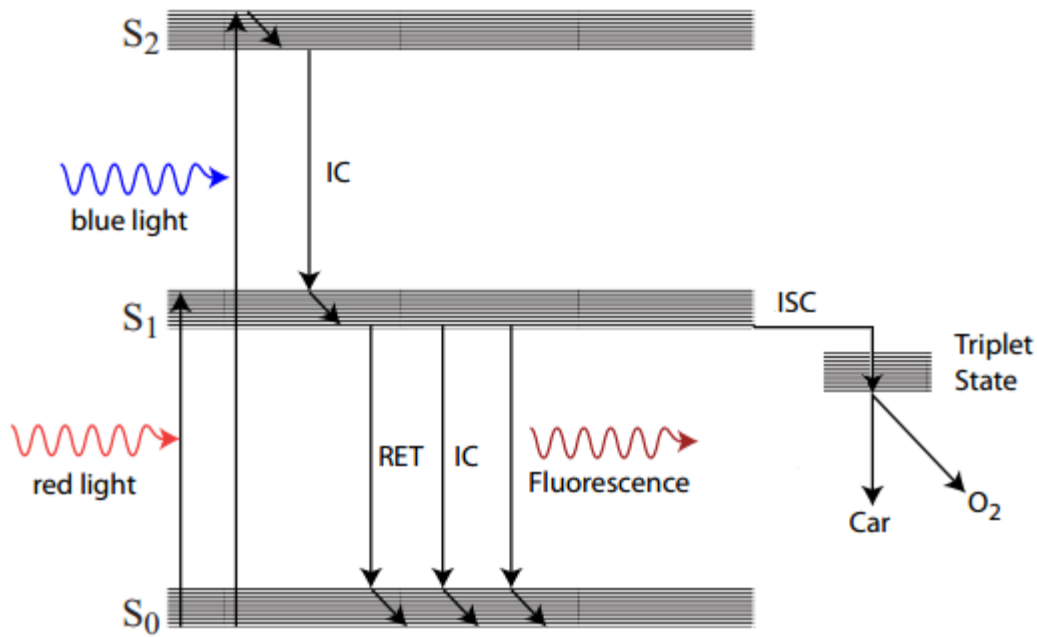 S2
IC
blue light
S1
ISC
Triplet
State
RET
IC
Fluorescence
red light
Car
O2
S0